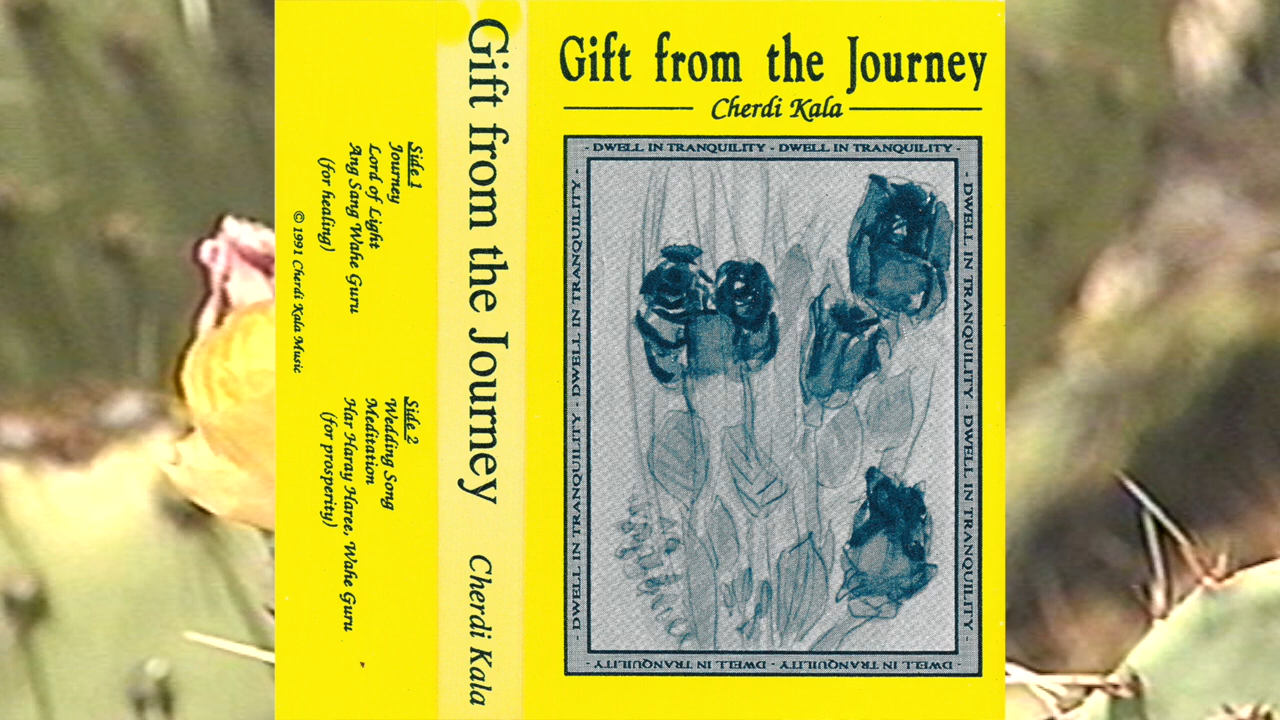 Side 1
Journey
Lord of Light
Ang Sang Wahe Guru
(for healing)
Side 2
Wedding Song
Meditation
Har Haray Haree, Wahe Guru
(for prosperity)
© 1991 Cherdi Kala Music
Gift from the Journey Cherdi Kala
Gift from the Journey
Cherdi Kala
- DWELL IN TRANQUILITY - DWELL IN TRANQUILITY -
- DWELL IN TRANQUILITY - DWELL IN TRANQUILITY -
- DWELL IN TRANQUILITY - DWELL IN TRANQUILITY -
- DWELL IN TRANQUILITY - DWELL IN TRANQUILITY - DWELL IN TRANQUILITY -